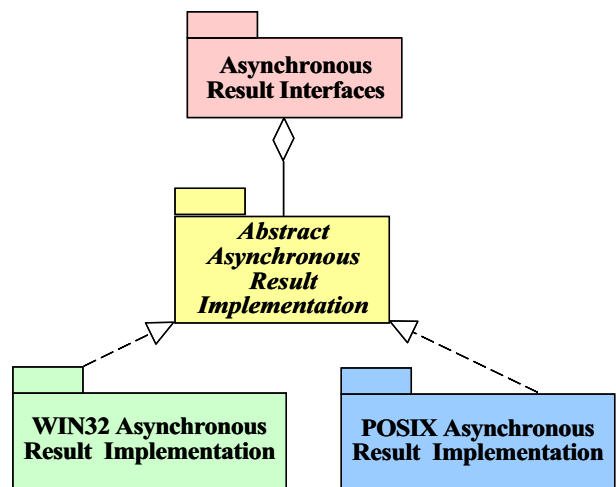 Asynchronous
Result Interfaces
Abstract
Asynchronous
Result
Implementation
WIN32 Asynchronous
Result Implementation
POSIX Asynchronous
Result Implementation